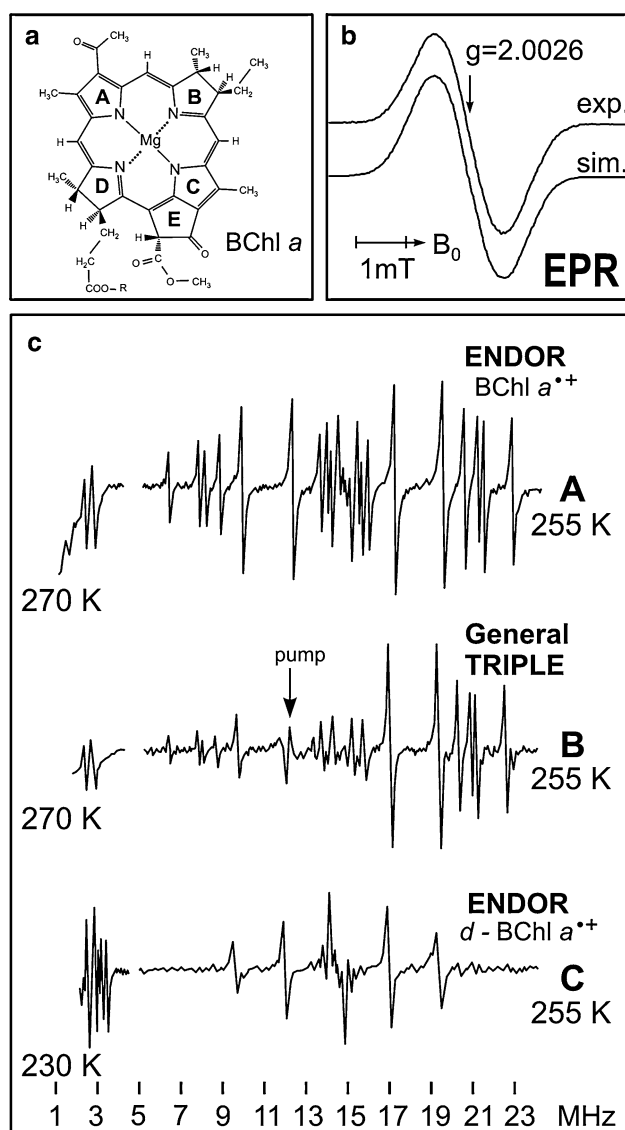 a
BChl a
O
CH₃
H
CH₃
H
CH₃
H₃C
A
B
H
CH₂
N
N
H
Mg
H
N
N
H₃C
D
C
CH₃
H
E
H
CH₂
H
O
H₂C
O
C
O
CH₃
COO-R
b
g=2.0026
exp.
sim.
B₀
1mT
EPR
c
ENDOR
BChl a•+
A
255 K
270 K
General
TRIPLE
pump
B
255 K
270 K
ENDOR
d - BChl a•+
C
255 K
230 K
1 3 5 7 9 11 13 15 17 19 21 23 MHz